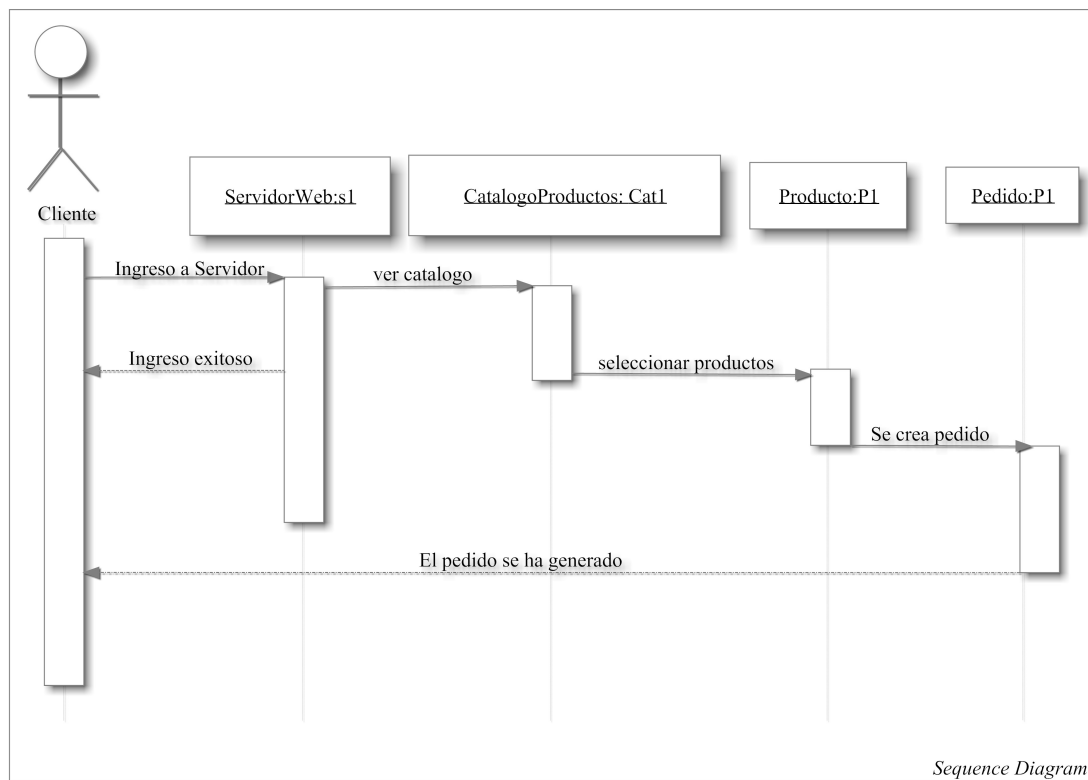 Cliente
ServidorWeb:s1
CatalogoProductos: Cat1
Producto:P1
Pedido:P1
Ingreso a Servidor
ver catalogo
Ingreso exitoso
seleccionar productos
Se crea pedido
El pedido se ha generado
Sequence Diagram